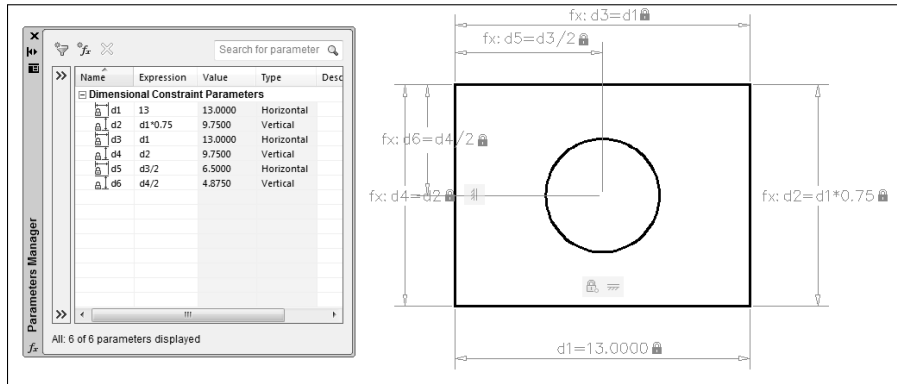 Search for parameter
Name Expression Value Type Desc
Dimensional Constraint Parameters
d1 13 13.0000 Horizontal
d2 d1*0.75 9.7500 Vertical
d3 d1 13.0000 Horizontal
d4 d2 9.7500 Vertical
d5 d3/2 6.5000 Horizontal
d6 d4/2 4.8750 Vertical
All: 6 of 6 parameters displayed
Parameters Manager
fx
fx
fx: d3=d1
fx: d5=d3/2
fx: d6=d4/2
fx: d4=d2
fx: d2=d1*0.75
d1=13.0000